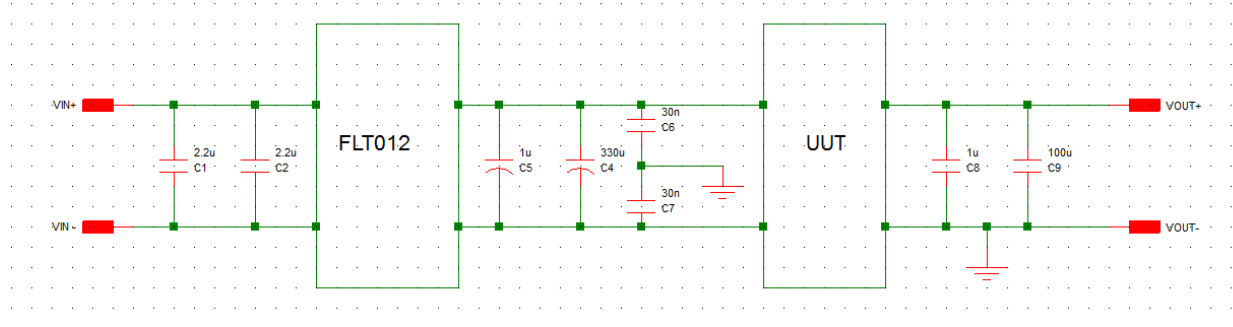 VIN+
VIN -
2.2u
C1
2.2u
C2
FLT012
1u
C5
330u
C4
30n
C6
30n
C7
UUT
1u
C8
100u
C9
VOUT+
VOUT-